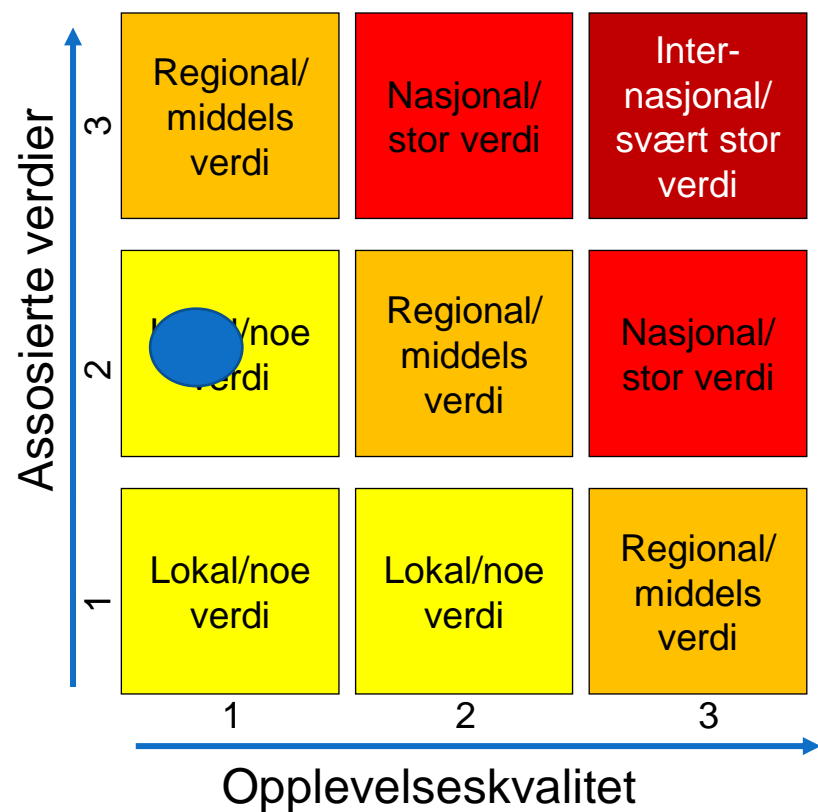 Assosierte verdier
3
Regional/
middels
verdi
Nasjonal/
stor verdi
Inter-
nasjonal/
svært stor
verdi
2
/noe
verdi
Regional/
middels
verdi
Nasjonal/
stor verdi
1
Lokal/noe
verdi
Lokal/noe
verdi
Regional/
middels
verdi
1
2
3
Opplevelseskvalitet